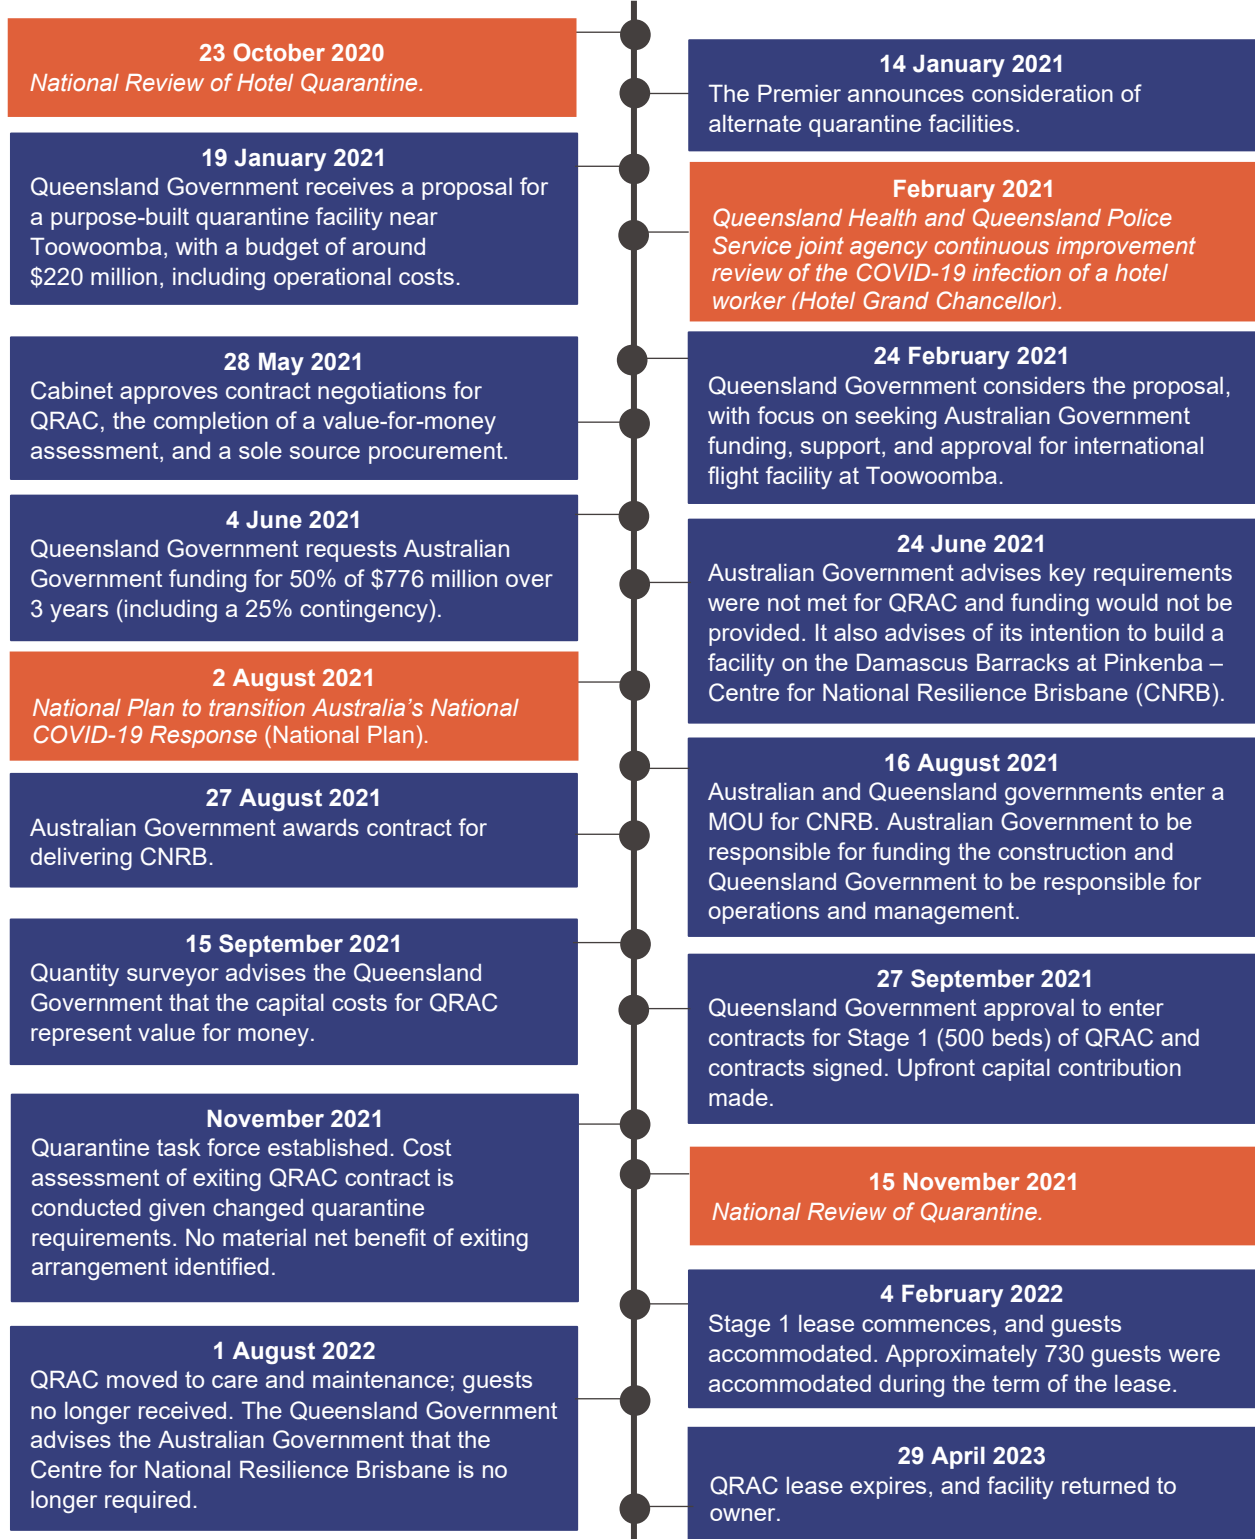 23 October 2020
National Review of Hotel Quarantine.
14 January 2021
The Premier announces consideration of
alternate quarantine facilities.
19 January 2021
Queensland Government receives a proposal for
a purpose-built quarantine facility near
Toowoomba, with a budget of around
$220 million, including operational costs.
February 2021
Queensland Health and Queensland Police
Service joint agency continuous improvement
review of the COVID-19 infection of a hotel
worker (Hotel Grand Chancellor).
24 February 2021
Queensland Government considers the proposal,
with focus on seeking Australian Government
funding, support, and approval for international
flight facility at Toowoomba.
28 May 2021
Cabinet approves contract negotiations for
QRAC, the completion of a value-for-money
assessment, and a sole source procurement.
4 June 2021
Queensland Government requests Australian
Government funding for 50% of $776 million over
3 years (including a 25% contingency).
24 June 2021
Australian Government advises key requirements
were not met for QRAC and funding would not be
provided. It also advises of its intention to build a
facility on the Damascus Barracks at Pinkenba –
Centre for National Resilience Brisbane (CNRB).
2 August 2021
National Plan to transition Australia's National
COVID-19 Response (National Plan).
16 August 2021
Australian and Queensland governments enter a
MOU for CNRB. Australian Government to be
responsible for funding the construction and
Queensland Government to be responsible for
operations and management.
27 August 2021
Australian Government awards contract for
delivering CNRB.
15 September 2021
Quantity surveyor advises the Queensland
Government that the capital costs for QRAC
represent value for money.
27 September 2021
Queensland Government approval to enter
contracts for Stage 1 (500 beds) of QRAC and
contracts signed. Upfront capital contribution
made.
November 2021
Quarantine task force established. Cost
assessment of exiting QRAC contract is
conducted given changed quarantine
requirements. No material net benefit of exiting
arrangement identified.
15 November 2021
National Review of Quarantine.
4 February 2022
Stage 1 lease commences, and guests
accommodated. Approximately 730 guests were
accommodated during the term of the lease.
1 August 2022
QRAC moved to care and maintenance; guests
no longer received. The Queensland Government
advises the Australian Government that the
Centre for National Resilience Brisbane is no
longer required.
29 April 2023
QRAC lease expires, and facility returned to
owner.